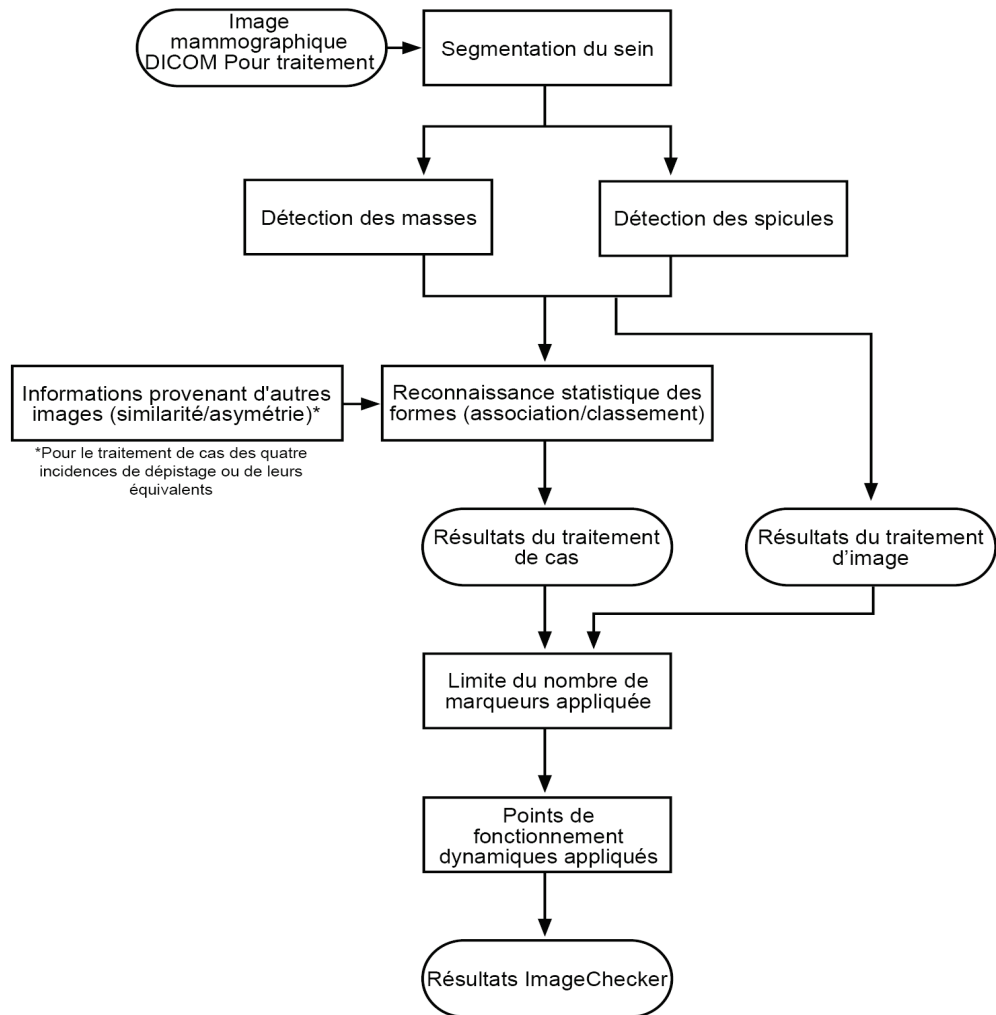 Image
mammographique
DICOM Pour traitement
Segmentation du sein
Détection des masses
Détection des spicules
Informations provenant d'autres
images (similarité/asymétrie)*
*Pour le traitement de cas des quatre
incidences de dépistage ou de leurs
équivalents
Reconnaissance statistique des
formes (association/classement)
Résultats du traitement
de cas
Résultats du traitement
d’image
Limite du nombre de
marqueurs appliquée
Points de
fonctionnement
dynamiques appliqués
Résultats ImageChecker